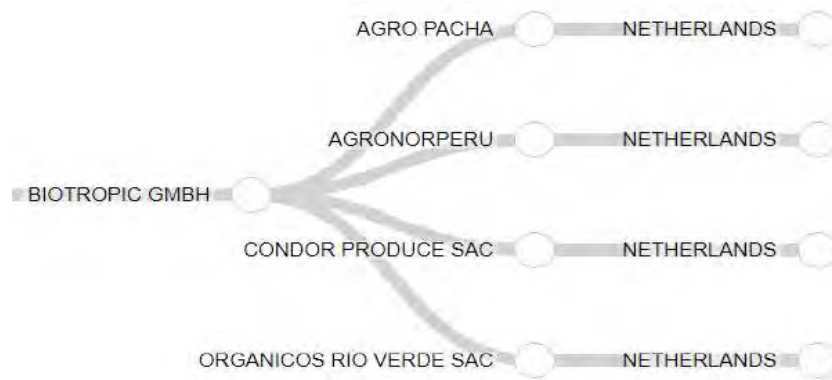 AGRO PACHA NETHERLANDS
AGRONORPERU NETHERLANDS
BIOTROPIC GMBH
CONDOR PRODUCE SAC NETHERLANDS
ORGANICOS RIO VERDE SAC NETHERLANDS